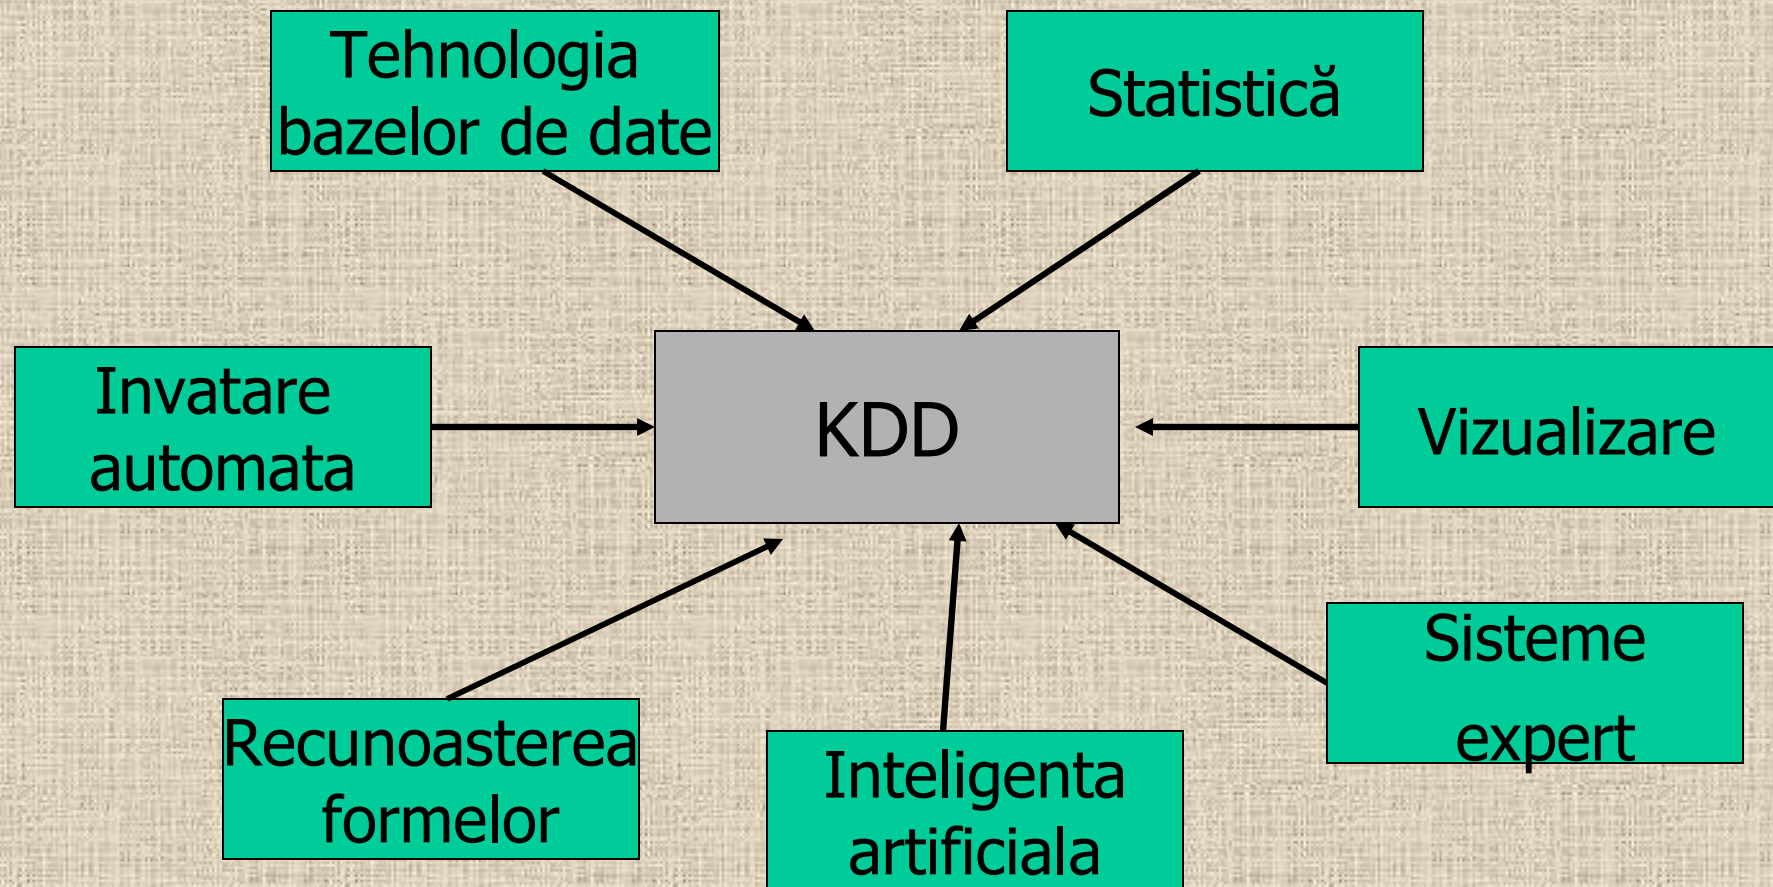 Tehnologia
bazelor de date
Statistică
Invatare
automata
KDD
Vizualizare
Sisteme
expert
Recunoasterea
formelor
Inteligenta
artificiala